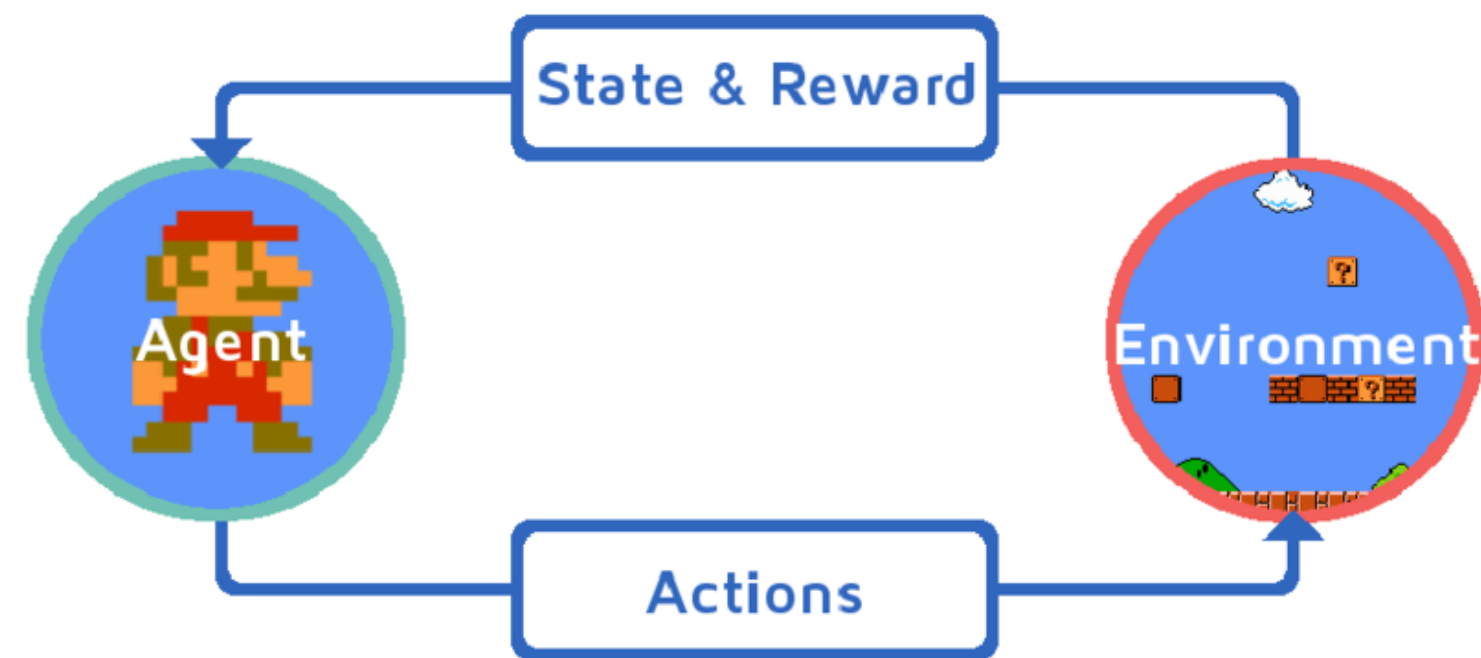 State & Reward
Agent
?
Environment
?
Actions